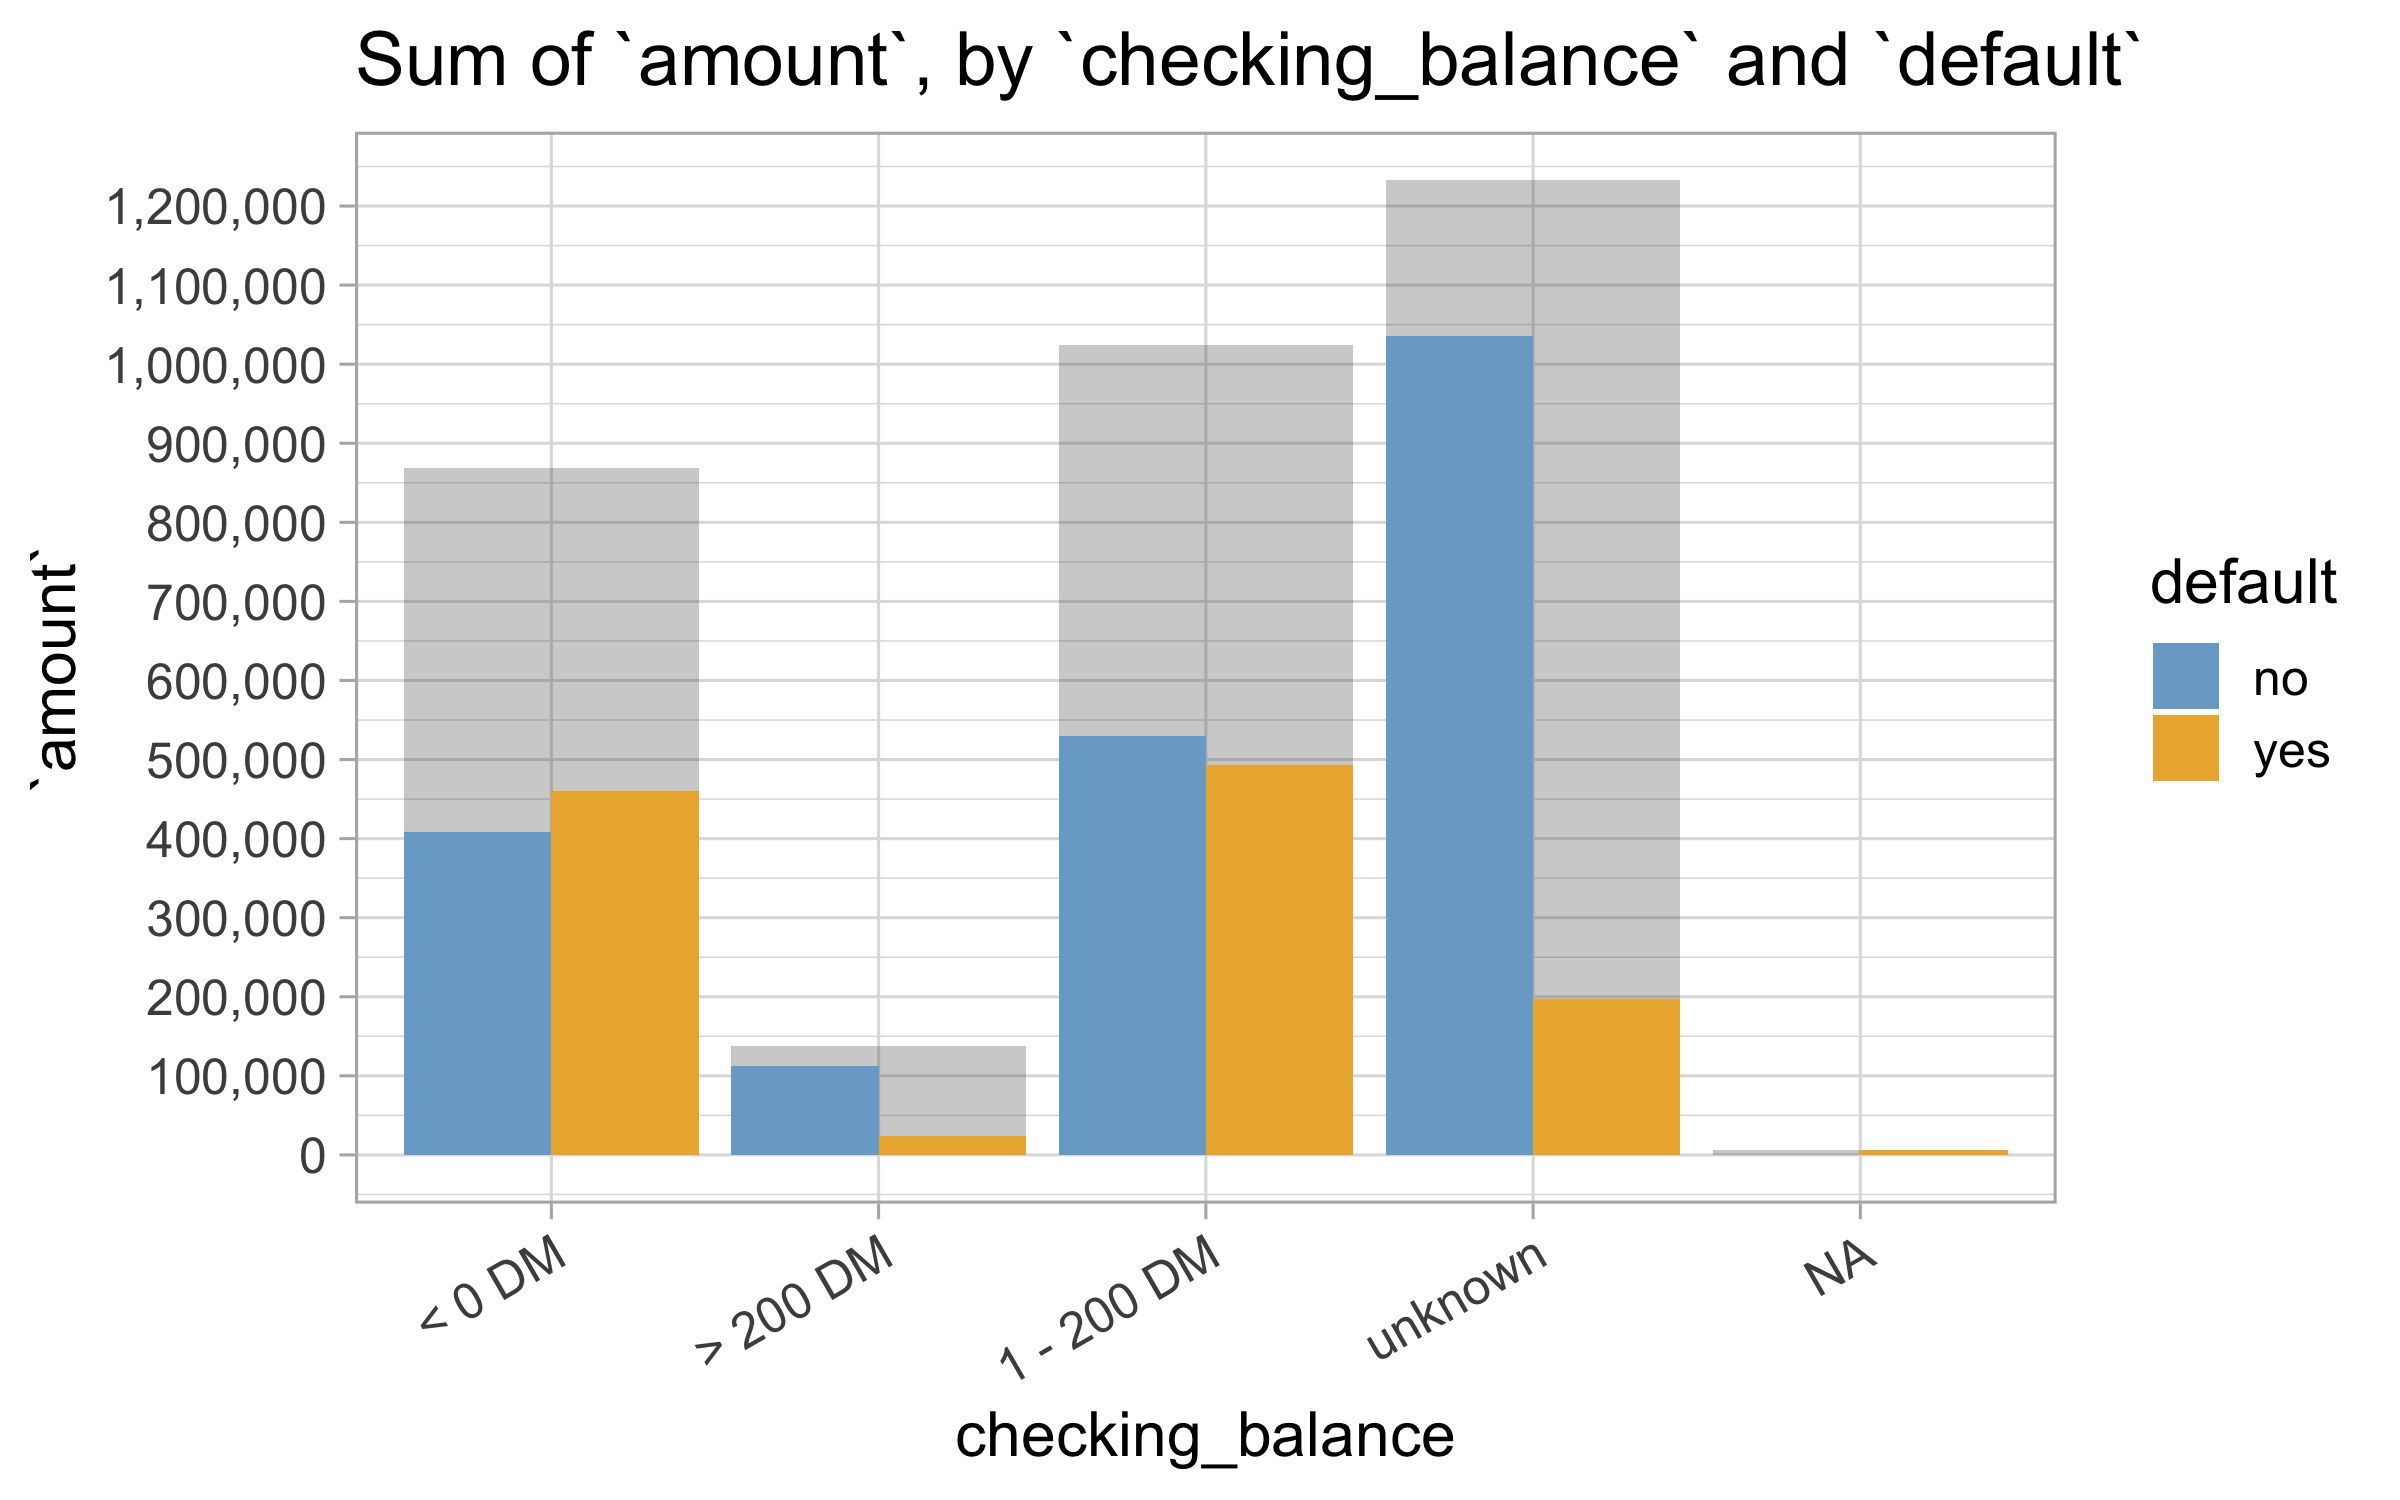 Sum of `amount`, by `checking_balance` and `default`
`amount`
1,200,000
1,100,000
1,000,000
900,000
800,000
700,000
600,000
500,000
400,000
300,000
200,000
100,000
0
< 0 DM
> 200 DM
1 - 200 DM
unknown
NA
checking_balance
default
no
yes